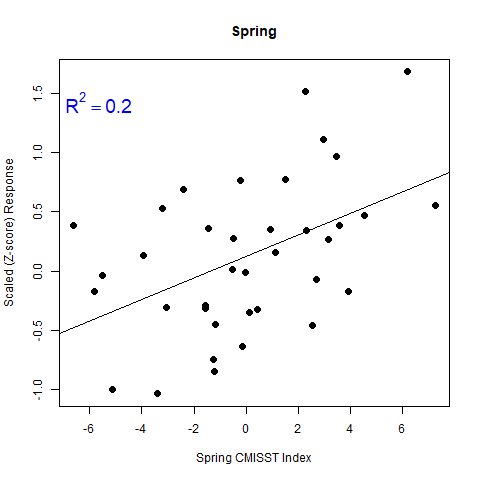 Spring
R² = 0.2
1.5
1.0
0.5
0.0
-0.5
-1.0
Scaled (Z-score) Response
-6 -4 -2 0 2 4 6
Spring CMISST Index